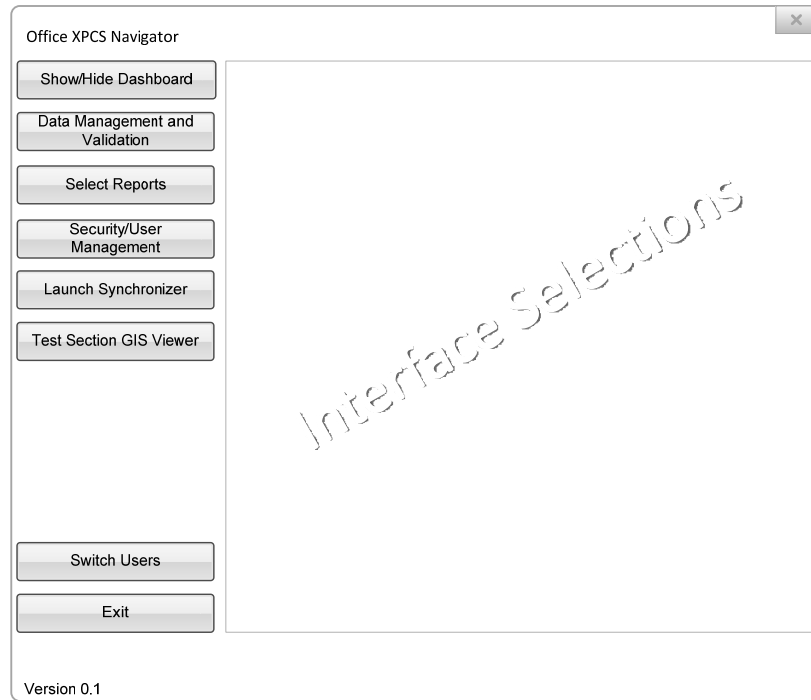 Office XPCS Navigator
Show/Hide Dashboard
Data Management and
Validation
Select Reports
Security/User
Management
Launch Synchronizer
Test Section GIS Viewer
Interface Selections
Switch Users
Exit
Version 0.1